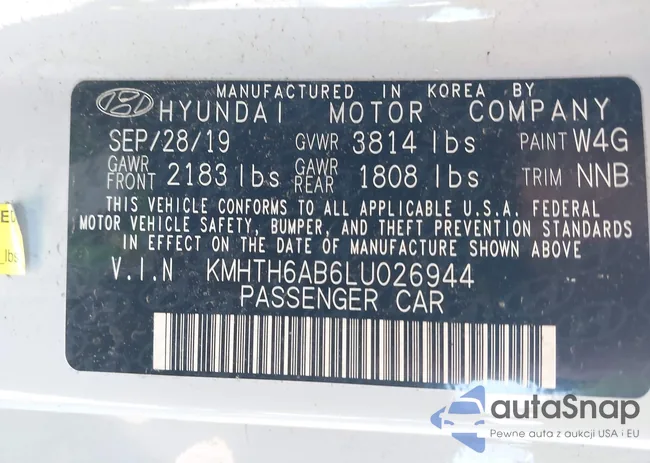 MANUFACTURED IN KOREA BY
HYUNDAI MOTOR COMPANY
SEP/28/19 GVWR 3814 lbs PAINT W4G
GAWR FRONT 2183 lbs GAWR REAR 1808 lbs TRIM NNB
THIS VEHICLE CONFORMS TO ALL APPLICABLE U.S.A. FEDERAL
MOTOR VEHICLE SAFETY, BUMPER, AND THEFT PREVENTION STANDARDS
IN EFFECT ON THE DATE OF MANUFACTURE SHOWN ABOVE.
V.I.N KMHTH6AB6LU026944
PASSENGER CAR
ED
lbs
autaSnap
Pewne auta z aukcji USA i EU